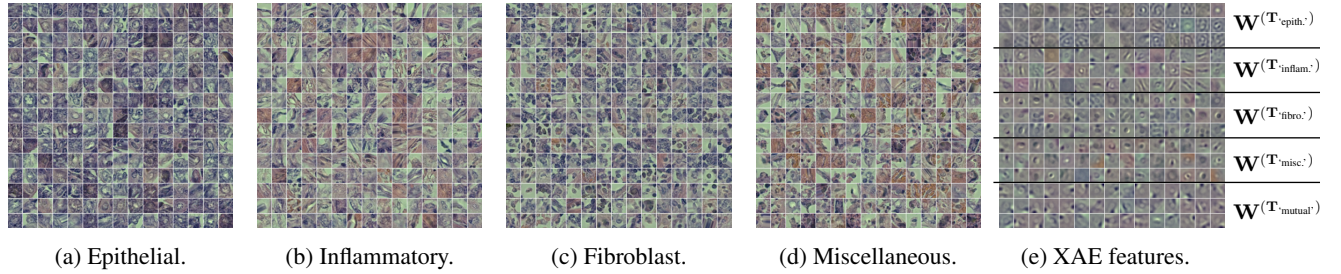 W(T'epith.')
W(T'inflam.')
W(T'fibro.')
W(T'misc.')
W(T'mutual')
(a) Epithelial. (b) Inflammatory. (c) Fibroblast. (d) Miscellaneous. (e) XAE features.